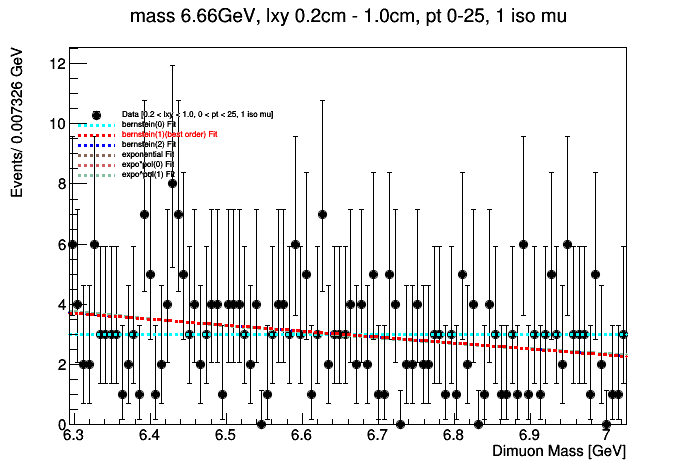 mass 6.66GeV, lxy 0.2cm - 1.0cm, pt 0-25, 1 iso mu
Events/ 0.007326 GeV
12
10
8
6
4
2
0
Data [0.2 < lxy < 1.0, 0 < pt < 25, 1 iso mu]
bernstein(0) Fit
bernstein(1)(best order) Fit
bernstein(2) Fit
exponential Fit
expo*pol(0) Fit
expo*pol(1) Fit
6.3 6.4 6.5 6.6 6.7 6.8 6.9 7
Dimuon Mass [GeV]